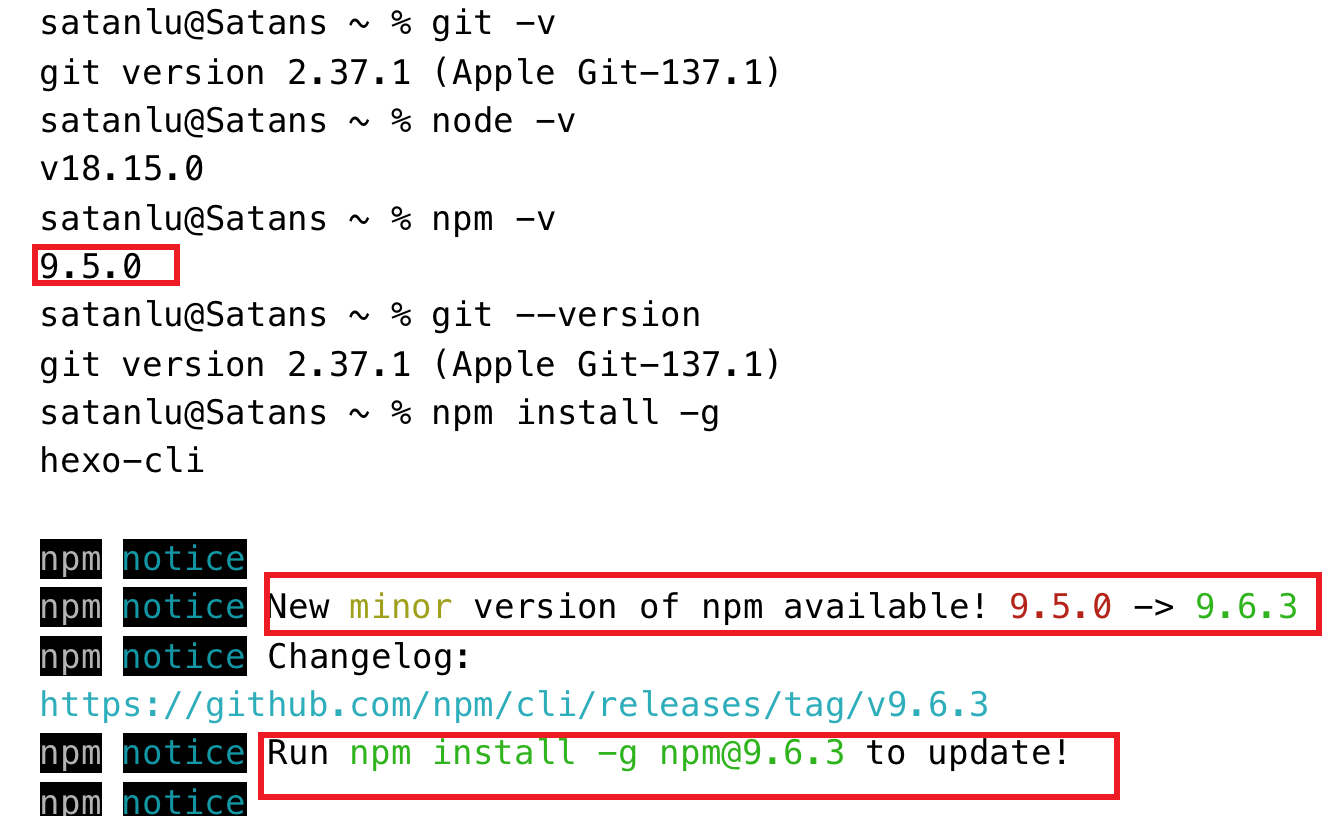 satanlu@Satans ~ % git -v
git version 2.37.1 (Apple Git-137.1)
satanlu@Satans ~ % node -v
v18.15.0
satanlu@Satans ~ % npm -v
9.5.0
satanlu@Satans ~ % git --version
git version 2.37.1 (Apple Git-137.1)
satanlu@Satans ~ % npm install -g
hexo-cli
npm notice
npm notice New minor version of npm available! 9.5.0 -> 9.6.3
npm notice Changelog:
https://github.com/npm/cli/releases/tag/v9.6.3
npm notice Run npm install -g npm@9.6.3 to update!
npm notice